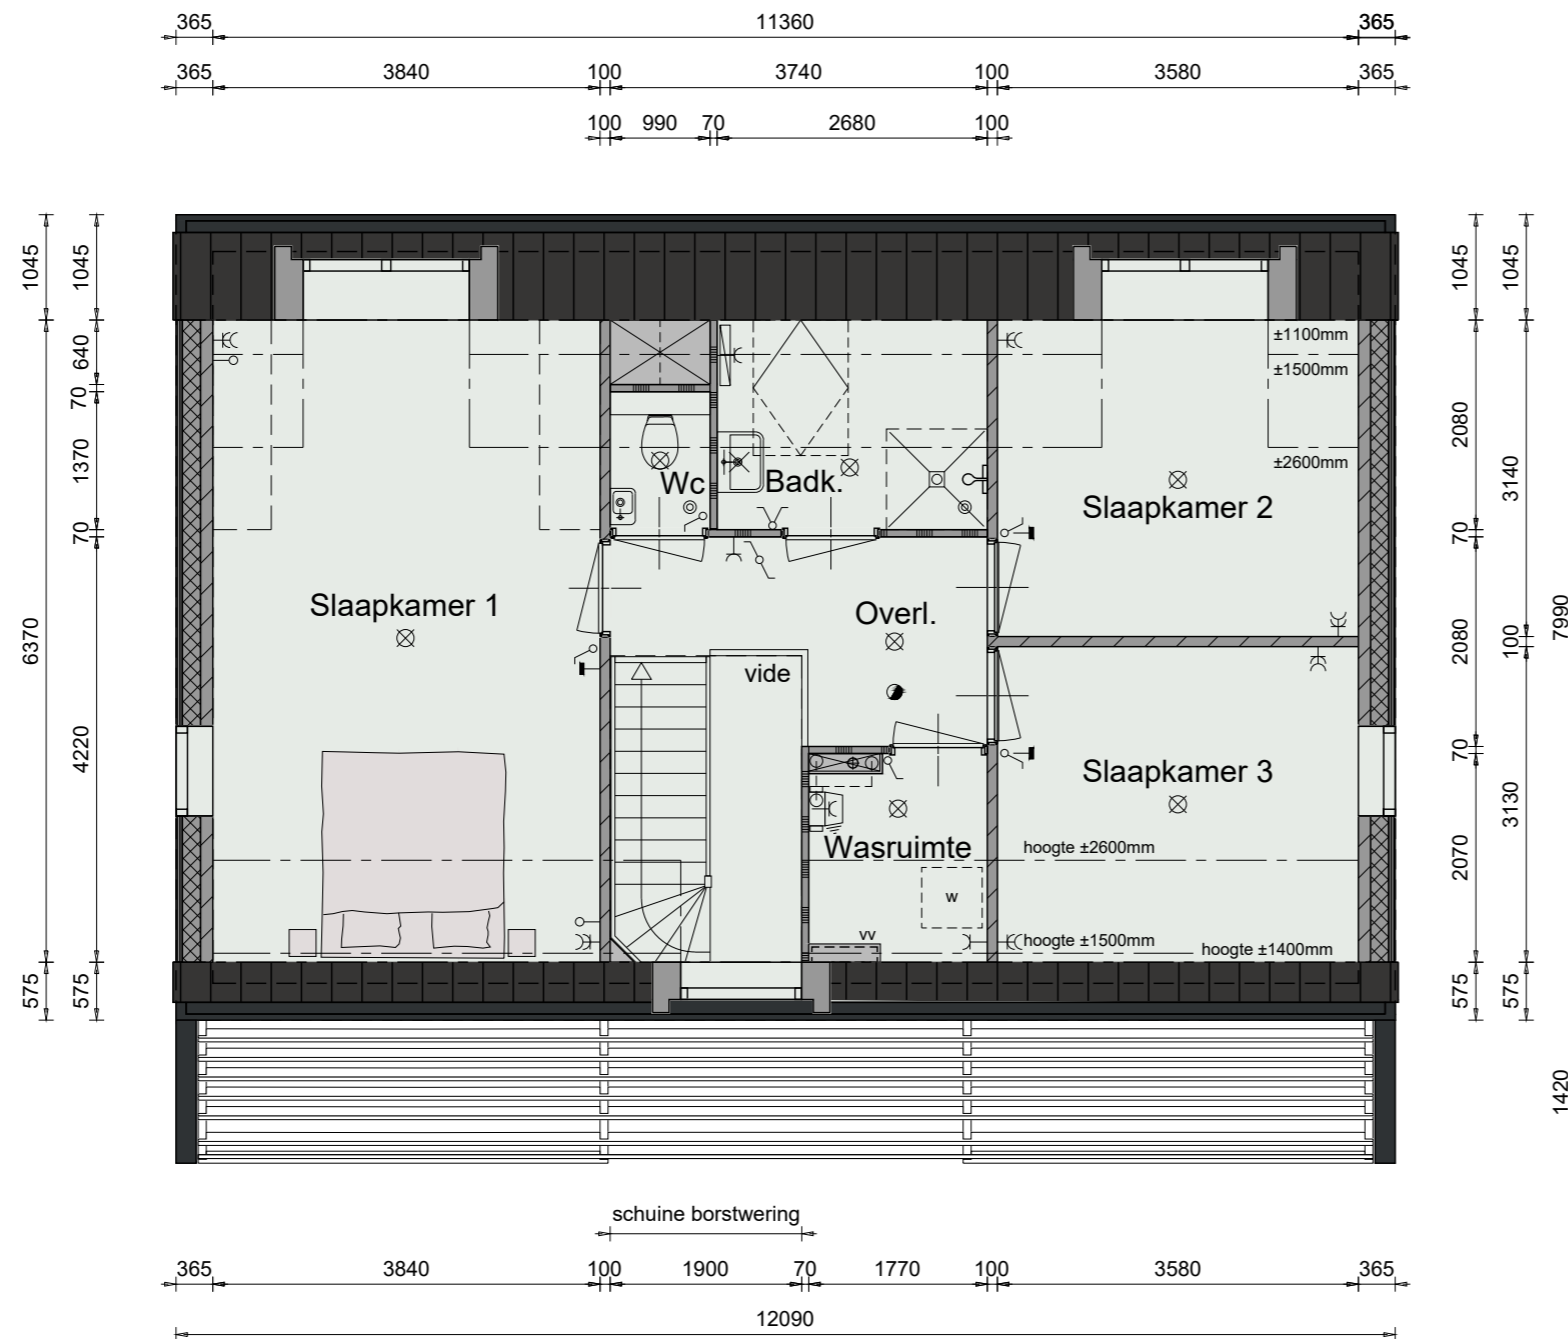 365 11360 365
365 3840 100 3740 100 3580 365
100 990 70 2680 100
1045 1045 1045 1045
±1100mm
640
±1500mm
70
2080
1370
±2600mm
3140
Wc Badk.
Slaapkamer 2
70 70
Slaapkamer 1
Overl.
7990
6370
2080 100
vide
4220
70
Slaapkamer 3
3130
Wasruimte
hoogte ±2600mm
2070
w
vv
hoogte ±1500mm
hoogte ±1400mm
575 575 575 575
1420
schuine borstwering
365 3840 100 1900 70 1770 100 3580 365
12090